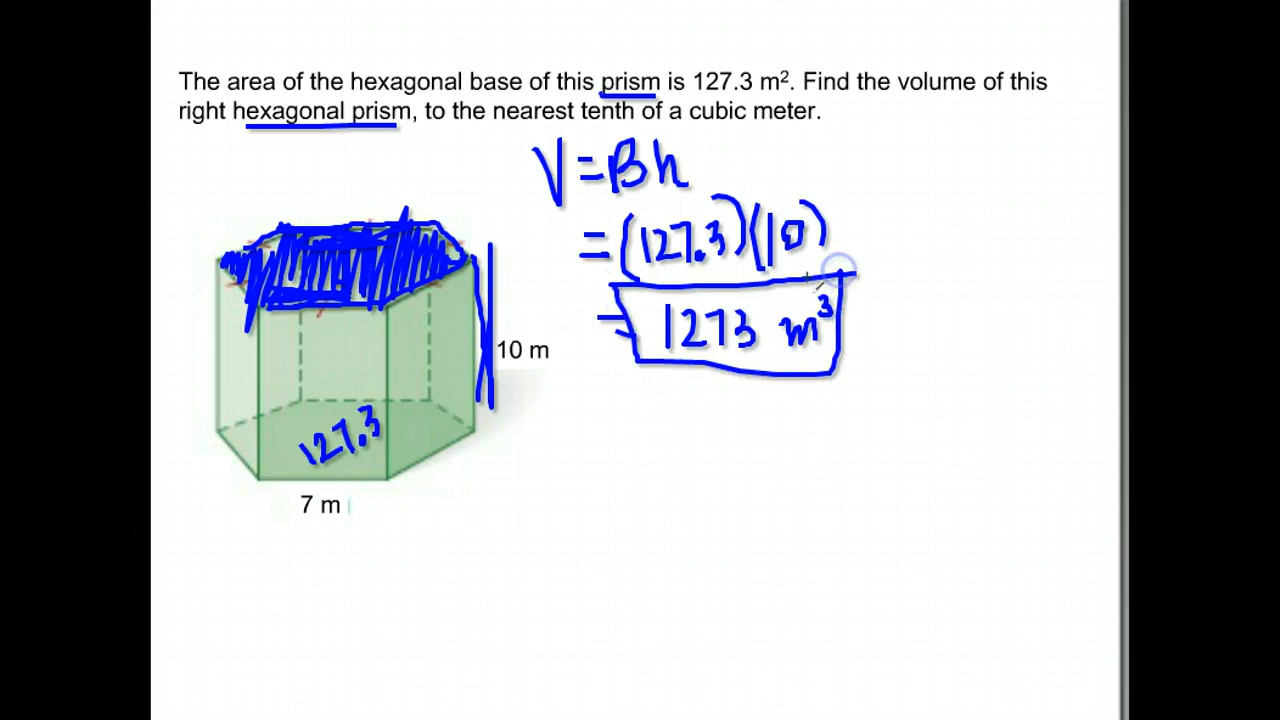 The area of the hexagonal base of this prism is 127.3 m². Find the volume of this
right hexagonal prism, to the nearest tenth of a cubic meter.
V = Bh
= (127.3)(10)
= 1273 m³
10 m
127.3
7 m